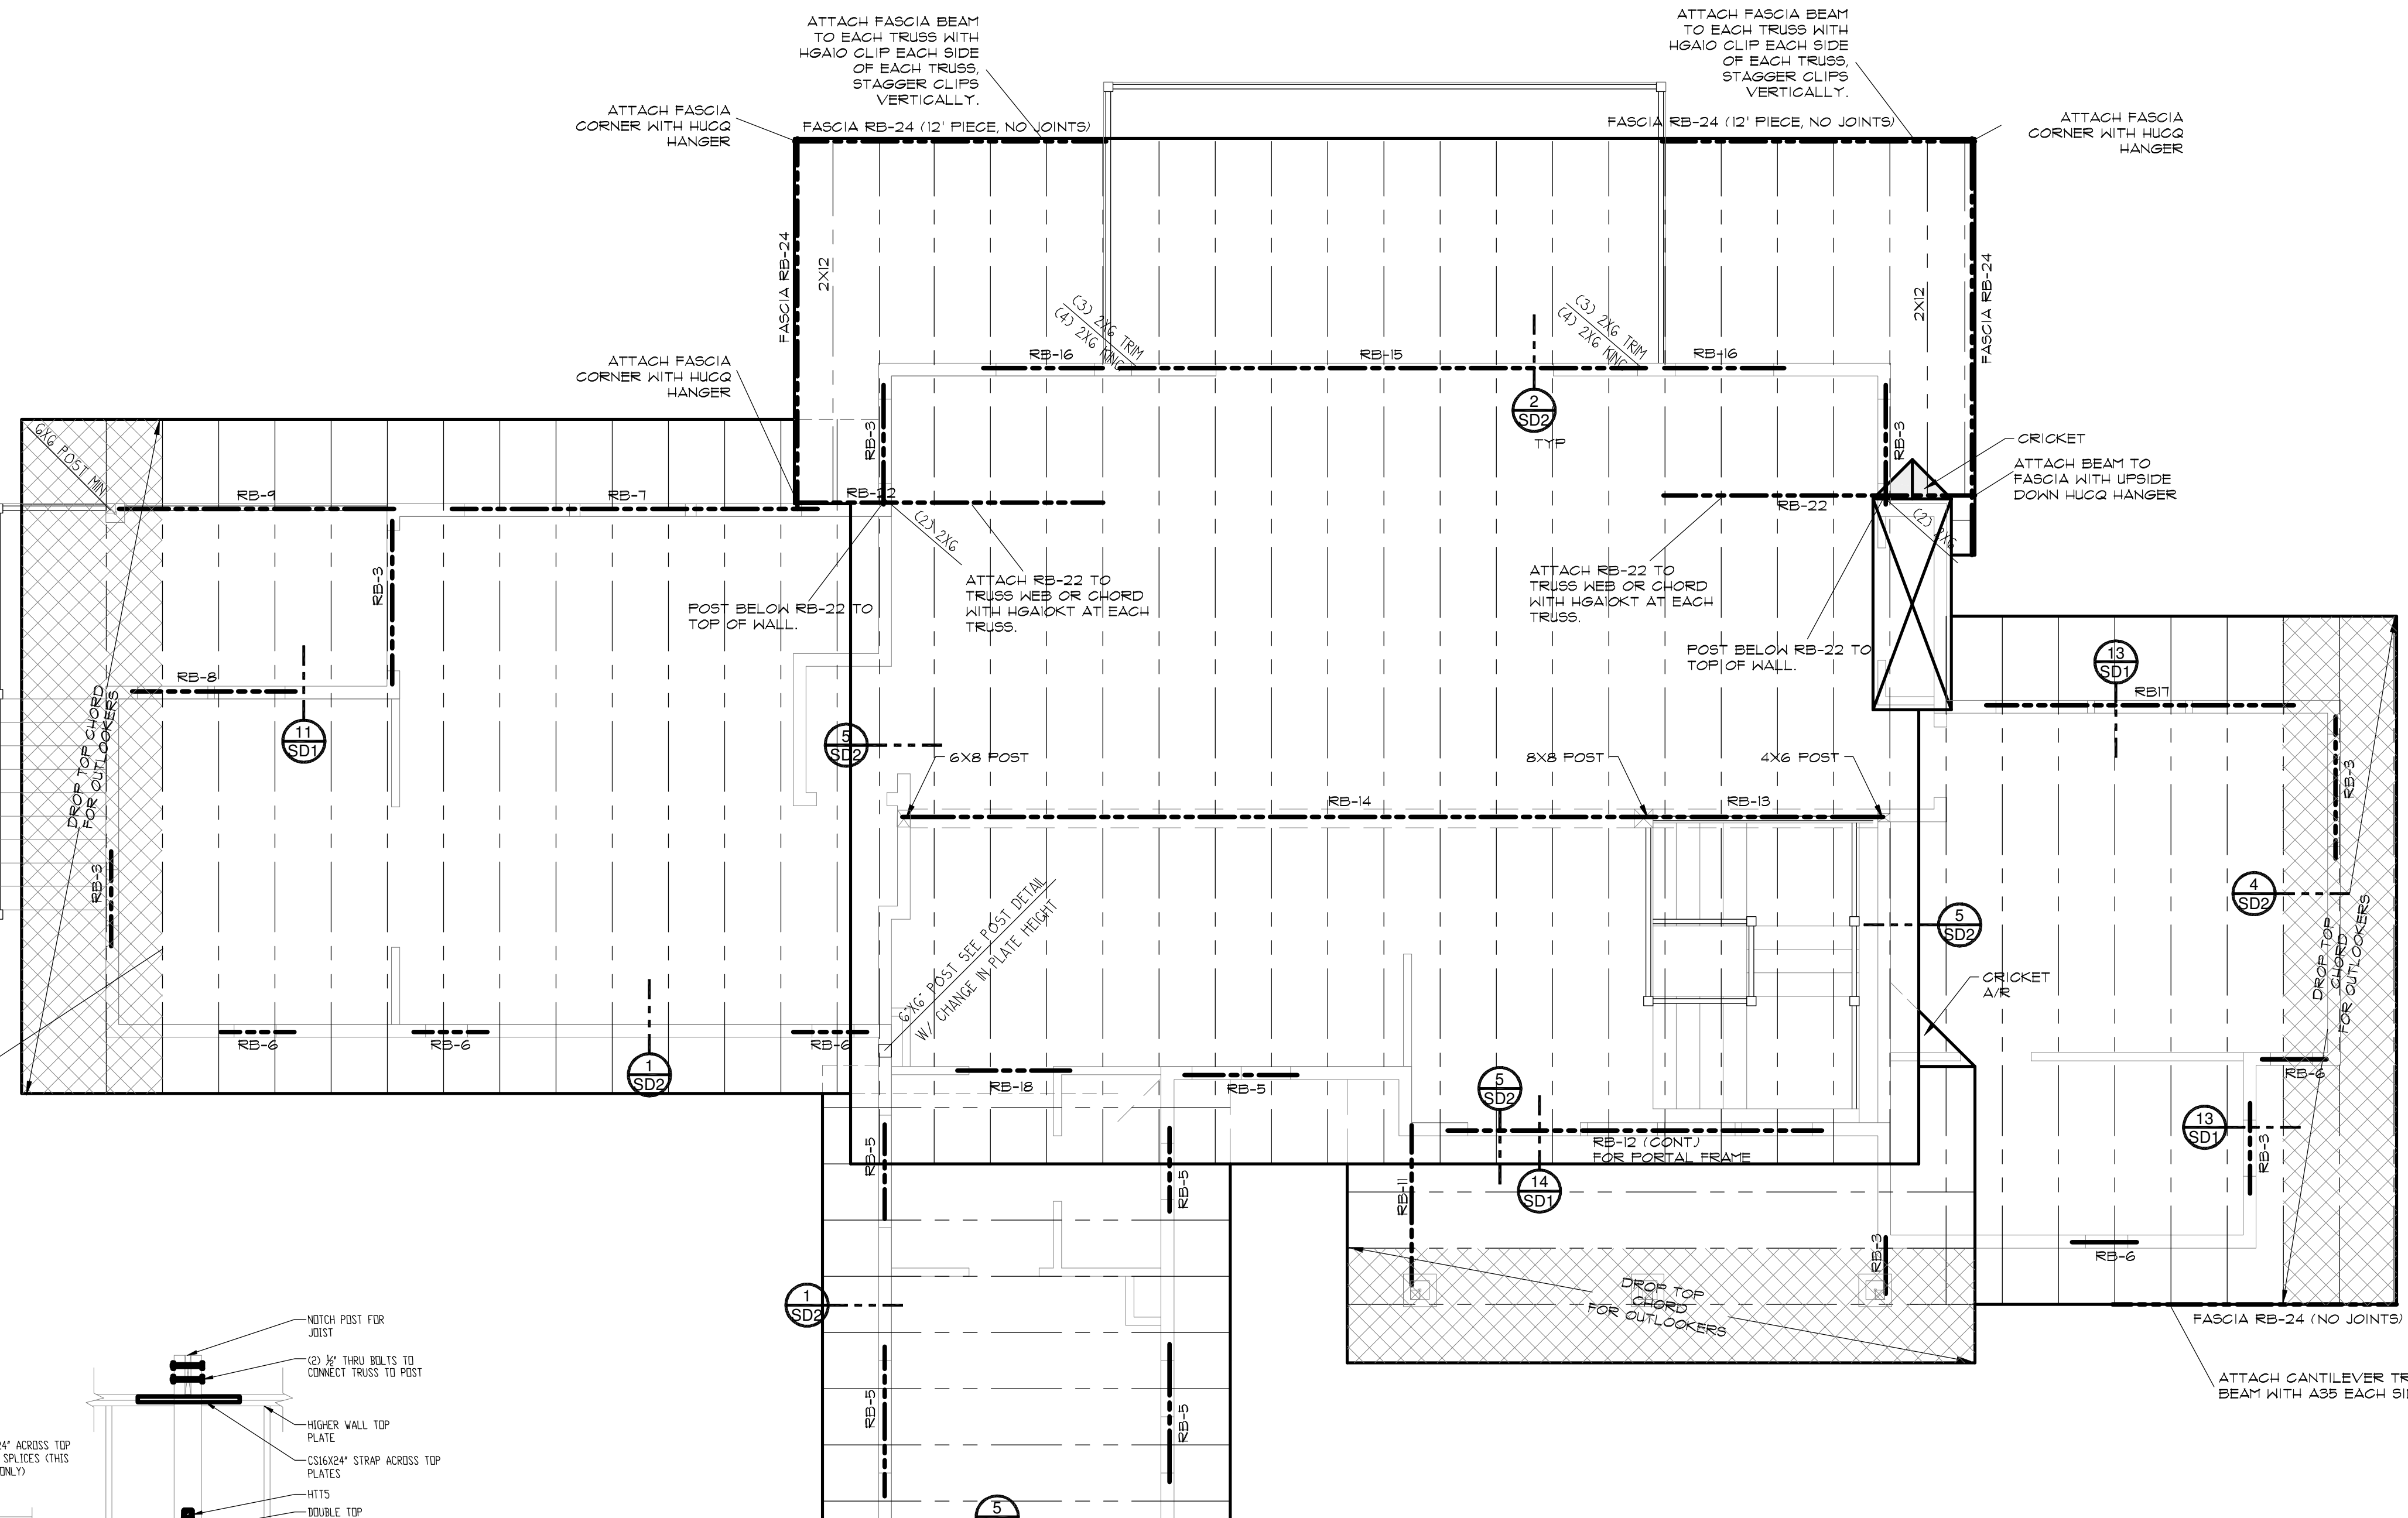 ATTACH FASCIA BEAM
TO EACH TRUSS WITH
HGA10 CLIP EACH SIDE
OF EACH TRUSS,
STAGGER CLIPS
VERTICALLY.
ATTACH FASCIA BEAM
TO EACH TRUSS WITH
HGA10 CLIP EACH SIDE
OF EACH TRUSS,
STAGGER CLIPS
VERTICALLY.
ATTACH FASCIA
CORNER WITH HUCQ
HANGER
FASCIA RB-24 (12' PIECE, NO JOINTS)
FASCIA RB-24 (12' PIECE, NO JOINTS)
ATTACH FASCIA
CORNER WITH HUCQ
HANGER
FASCIA RB-24
2X12
2X12
FASCIA RB-24
(3) 2X6 TRIM
(4) 2X6 KING
(3) 2X6 TRIM
(4) 2X6 KING
RB-16
RB-15
RB-16
ATTACH FASCIA
CORNER WITH HUCQ
HANGER
2
SD2
TYP
RB-3
RB-3
CRICKET
ATTACH BEAM TO
FASCIA WITH UPSIDE
DOWN HUCQ HANGER
6X6 POST MIN
RB-9
RB-7
RB-22
RB-22
(2) 2X6
(2) 2X6
RB-3
ATTACH RB-22 TO
TRUSS WEB OR CHORD
WITH HGA10KT AT EACH
TRUSS.
ATTACH RB-22 TO
TRUSS WEB OR CHORD
WITH HGA10KT AT EACH
TRUSS.
POST BELOW RB-22 TO
TOP OF WALL.
POST BELOW RB-22 TO
TOP OF WALL.
RB-8
11
SD1
13
SD1
RB17
DROP TOP CHORD
FOR OUTLOOKERS
5
SD2
6X8 POST
8X8 POST
4X6 POST
RB-14
RB-13
RB-3
RB-3
4
SD2
5
SD2
6"X6" POST SEE POST DETAIL
W/ CHANGE IN PLATE HEIGHT
DROP TOP
CHORD
FOR OUTLOOKERS
CRICKET
A/R
RB-6
RB-6
RB-6
1
SD2
RB-18
RB-5
5
SD2
RB-6
RB-5
RB-5
RB-12 (CONT.)
FOR PORTAL FRAME
13
SD1
RB-3
RB-11
14
SD1
RB-3
RB-6
1
SD2
DROP TOP
CHORD
FOR OUTLOOKERS
FASCIA RB-24 (NO JOINTS)
ATTACH CANTILEVER
BEAM WITH A35 EACH
RB-5
RB-5
5
NOTCH POST FOR
JOIST
(2) ½" THRU BOLTS TO
CONNECT TRUSS TO POST
HIGHER WALL TOP
PLATE
CS16X24" STRAP ACROSS TOP
PLATES
HTT5
DOUBLE TOP
24" ACROSS TOP
SPLICES (THIS
ONLY)